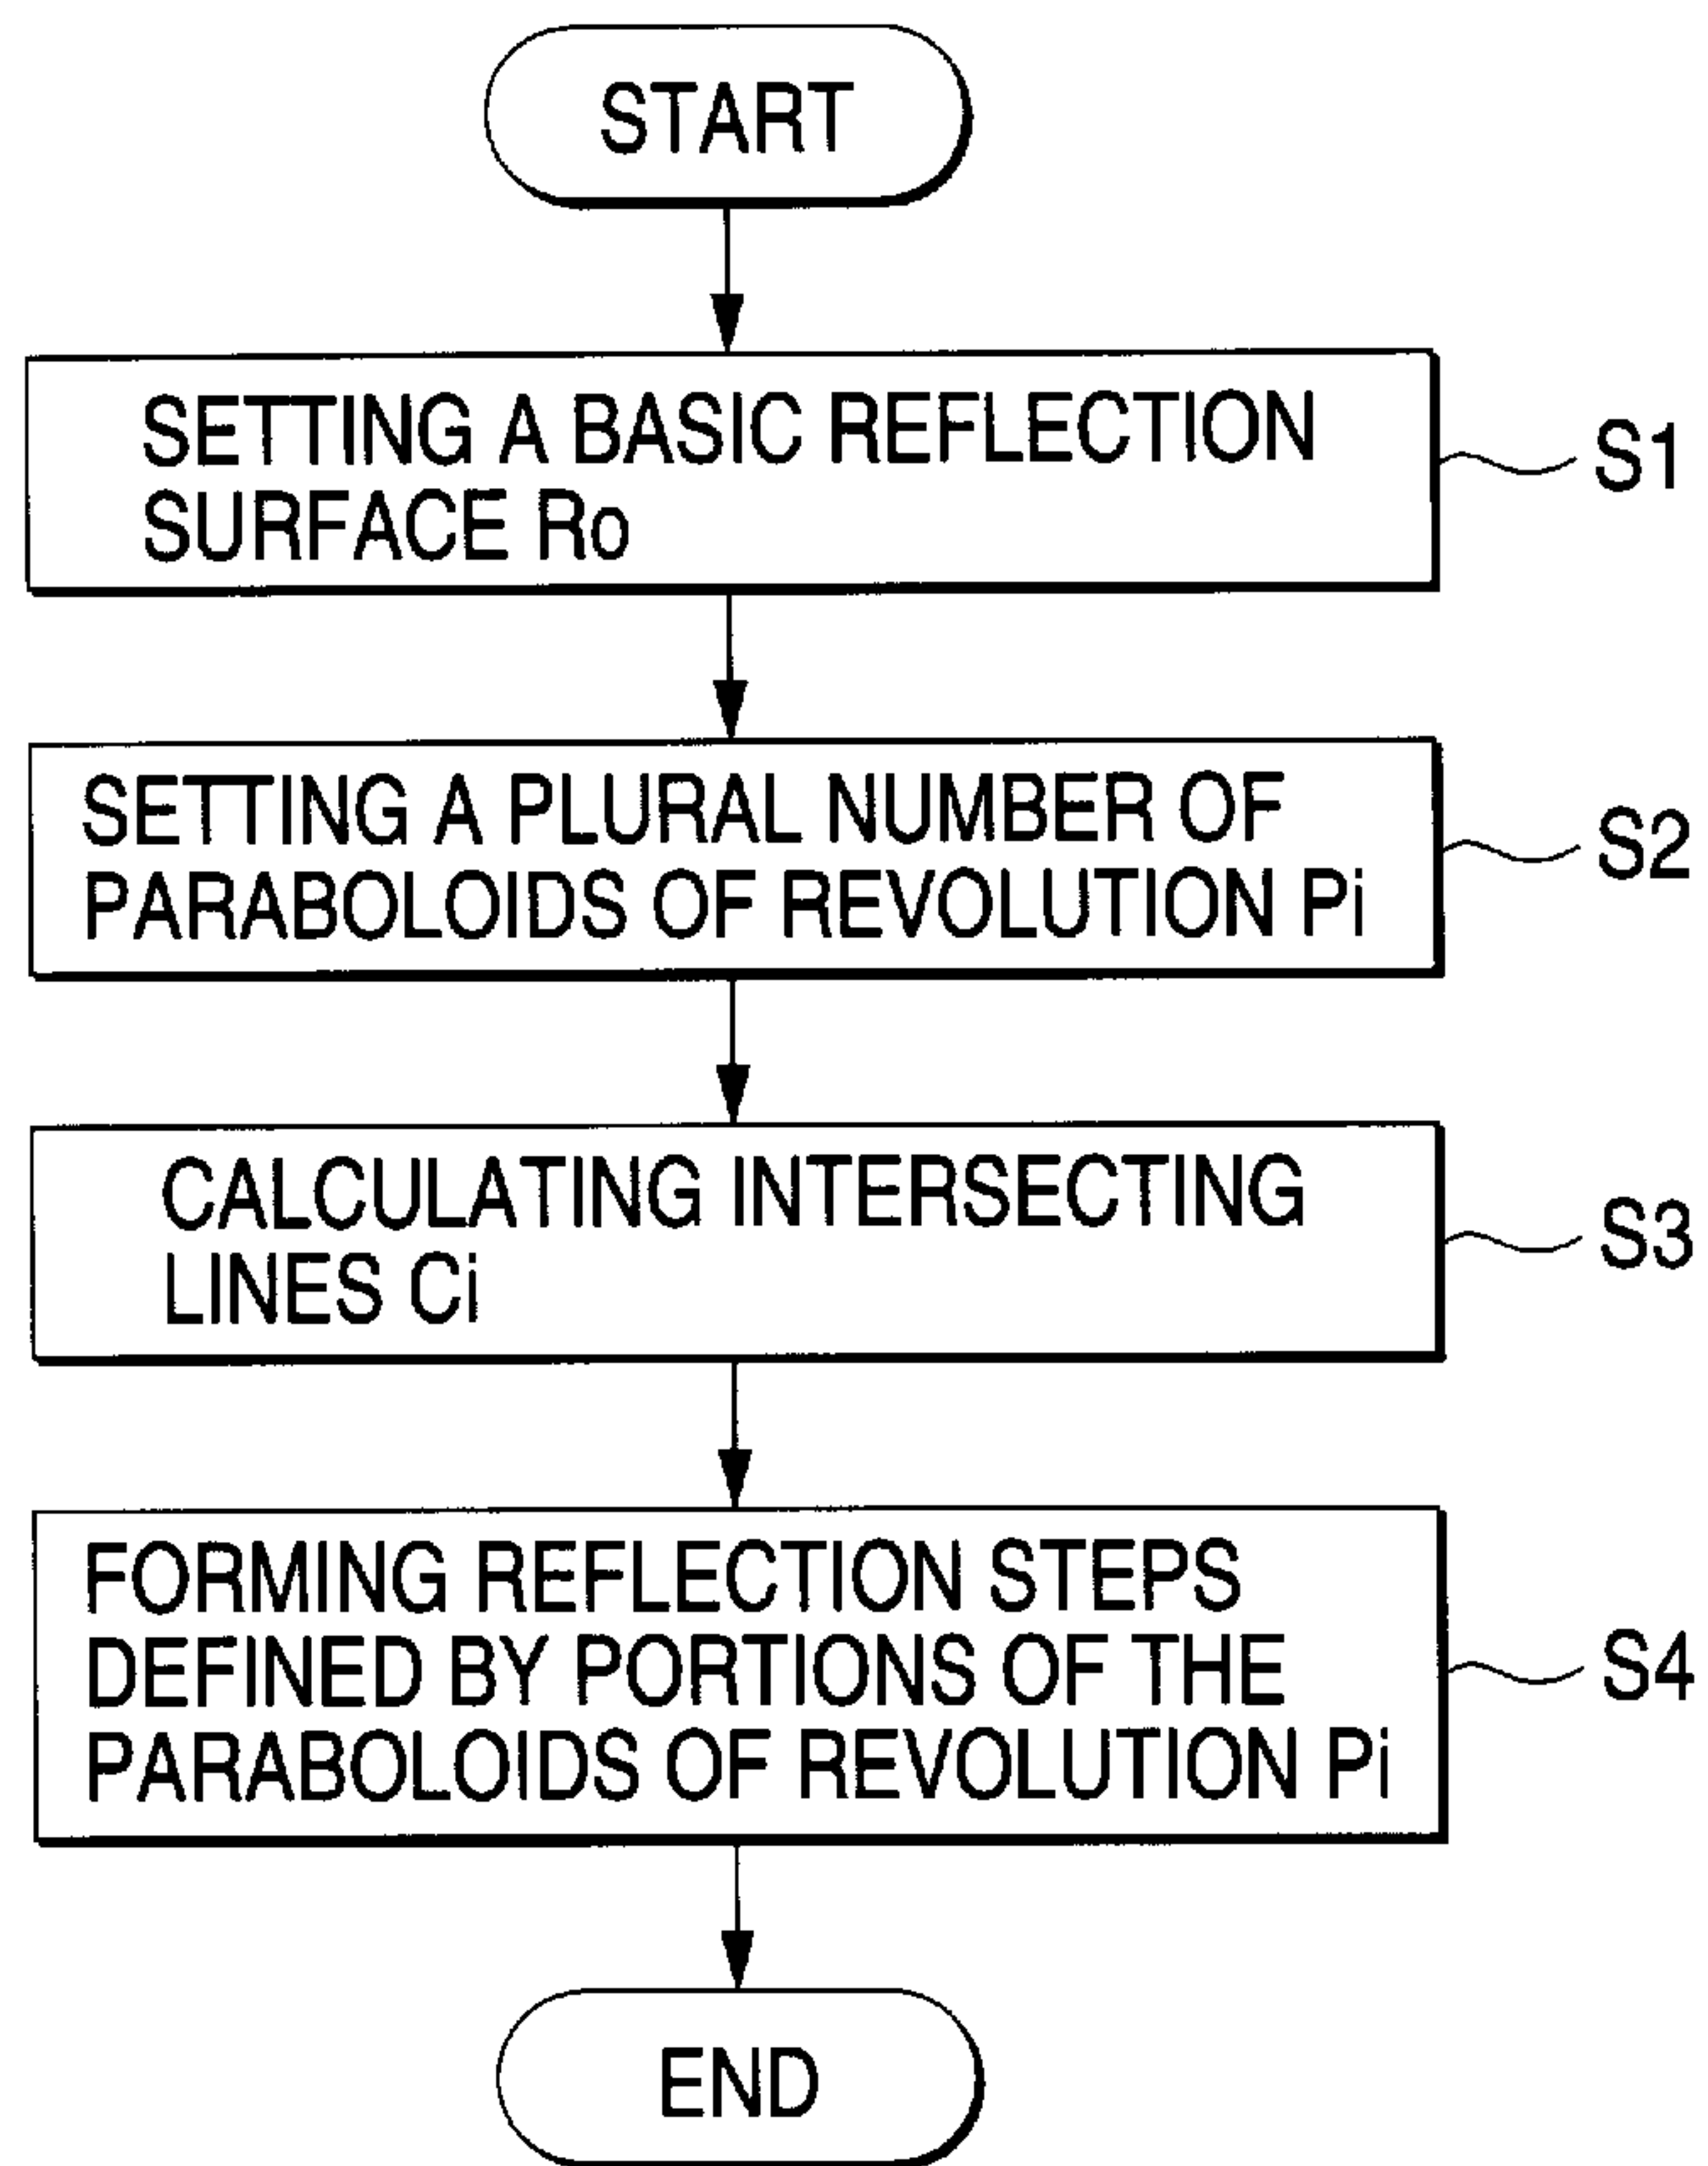 START
SETTING A BASIC REFLECTION
SURFACE Ro
S1
SETTING A PLURAL NUMBER OF
PARABOLOIDS OF REVOLUTION Pi
S2
CALCULATING INTERSECTING
LINES Ci
S3
FORMING REFLECTION STEPS
DEFINED BY PORTIONS OF THE
PARABOLOIDS OF REVOLUTION Pi
S4
END